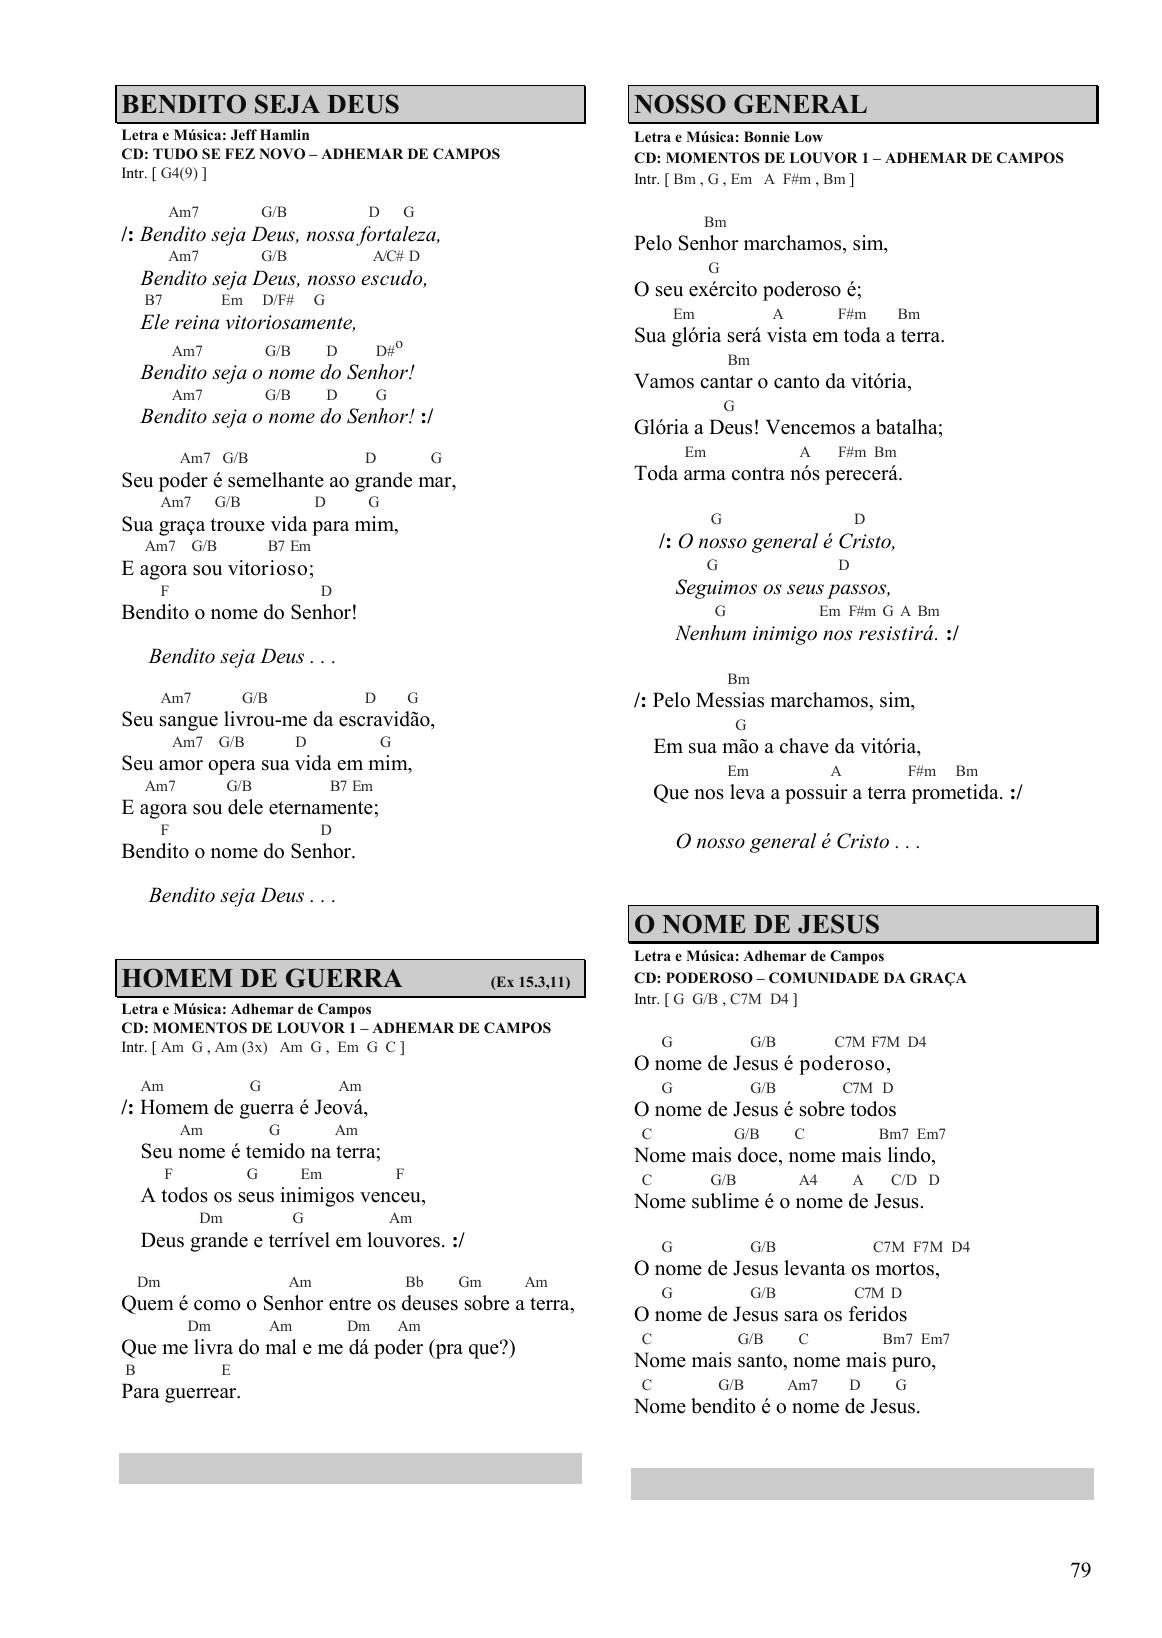 BENDITO SEJA DEUS
Letra e Música: Jeff Hamlin
CD: TUDO SE FEZ NOVO – ADHEMAR DE CAMPOS
Intr. [ G4(9) ]
Am7 G/B D G
/: Bendito seja Deus, nossa fortaleza,
Am7 G/B A/C# D
Bendito seja Deus, nosso escudo,
B7 Em D/F# G
Ele reina vitoriosamente,
Am7 G/B D D#o
Bendito seja o nome do Senhor!
Am7 G/B D G
Bendito seja o nome do Senhor! :/
Am7 G/B D G
Seu poder é semelhante ao grande mar,
Am7 G/B D G
Sua graça trouxe vida para mim,
Am7 G/B B7 Em
E agora sou vitorioso;
F D
Bendito o nome do Senhor!
Bendito seja Deus . . .
Am7 G/B D G
Seu sangue livrou-me da escravidão,
Am7 G/B D G
Seu amor opera sua vida em mim,
Am7 G/B B7 Em
E agora sou dele eternamente;
F D
Bendito o nome do Senhor.
Bendito seja Deus . . .
HOMEM DE GUERRA (Ex 15.3,11)
Letra e Música: Adhemar de Campos
CD: MOMENTOS DE LOUVOR 1 – ADHEMAR DE CAMPOS
Intr. [ Am G , Am (3x) Am G , Em G C ]
Am G Am
/: Homem de guerra é Jeová,
Am G Am
Seu nome é temido na terra;
F G Em F
A todos os seus inimigos venceu,
Dm G Am
Deus grande e terrível em louvores. :/
Dm Am Bb Gm Am
Quem é como o Senhor entre os deuses sobre a terra,
Dm Am Dm Am
Que me livra do mal e me dá poder (pra que?)
B E
Para guerrear.
NOSSO GENERAL
Letra e Música: Bonnie Low
CD: MOMENTOS DE LOUVOR 1 – ADHEMAR DE CAMPOS
Intr. [ Bm , G , Em A F#m , Bm ]
Bm
Pelo Senhor marchamos, sim,
G
O seu exército poderoso é;
Em A F#m Bm
Sua glória será vista em toda a terra.
Bm
Vamos cantar o canto da vitória,
G
Glória a Deus! Vencemos a batalha;
Em A F#m Bm
Toda arma contra nós perecerá.
G D
/: O nosso general é Cristo,
G D
Seguimos os seus passos,
G Em F#m G A Bm
Nenhum inimigo nos resistirá. :/
Bm
/: Pelo Messias marchamos, sim,
G
Em sua mão a chave da vitória,
Em A F#m Bm
Que nos leva a possuir a terra prometida. :/
O nosso general é Cristo . . .
O NOME DE JESUS
Letra e Música: Adhemar de Campos
CD: PODEROSO – COMUNIDADE DA GRAÇA
Intr. [ G G/B , C7M D4 ]
G G/B C7M F7M D4
O nome de Jesus é poderoso,
G G/B C7M D
O nome de Jesus é sobre todos
C G/B C Bm7 Em7
Nome mais doce, nome mais lindo,
C G/B A4 A C/D D
Nome sublime é o nome de Jesus.
G G/B C7M F7M D4
O nome de Jesus levanta os mortos,
G G/B C7M D
O nome de Jesus sara os feridos
C G/B C Bm7 Em7
Nome mais santo, nome mais puro,
C G/B Am7 D G
Nome bendito é o nome de Jesus.
79